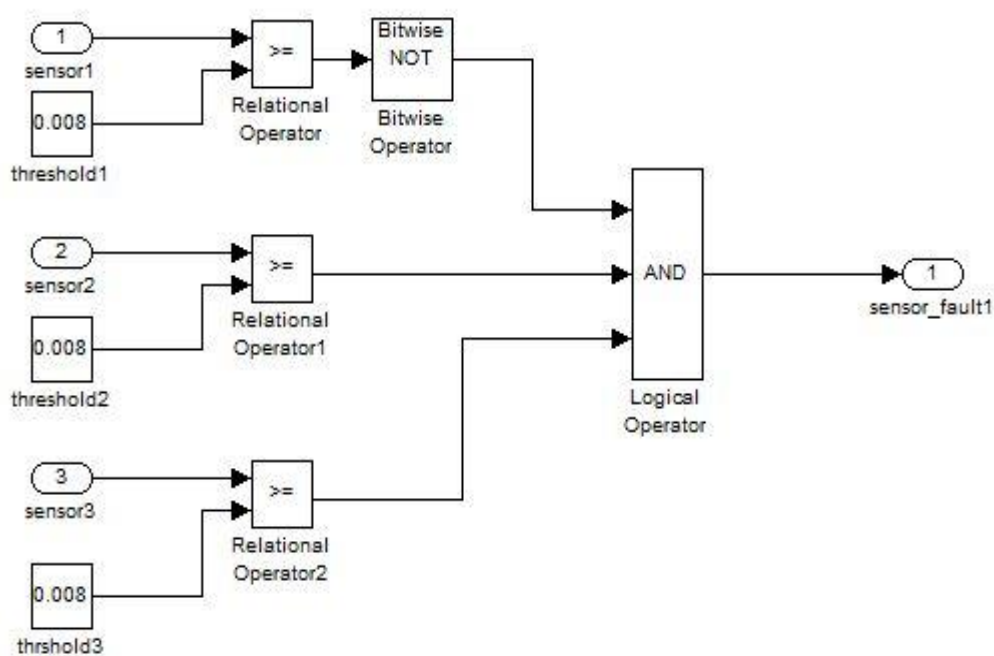 1
sensor1
0.008
threshold1
>=
Relational
Operator
Bitwise
NOT
Bitwise
Operator
2
sensor2
0.008
threshold2
>=
Relational
Operator1
3
sensor3
0.008
thrshold3
>=
Relational
Operator2
AND
Logical
Operator
1
sensor_fault1